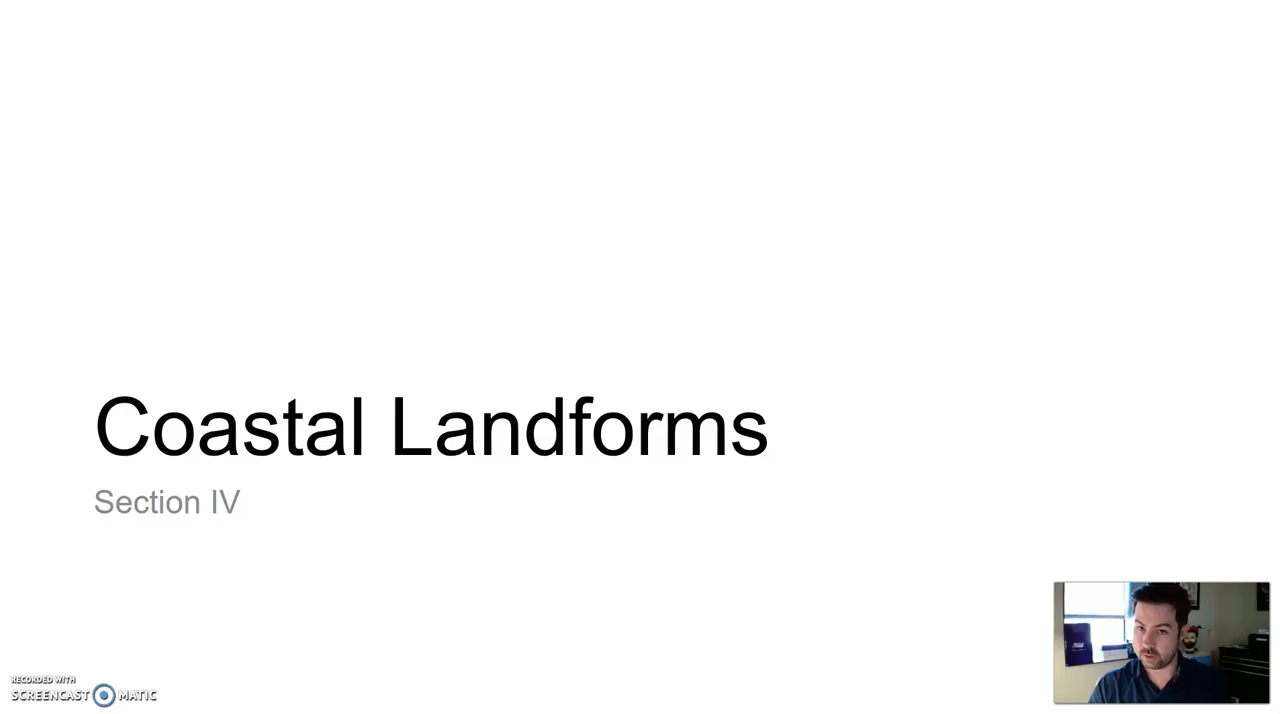 Coastal Landforms
Section IV
RECORDED WITH
SCREENCAST MATIC